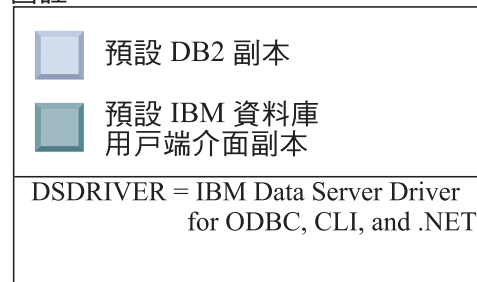 預設 DB2 副本
預設 IBM 資料庫
用戶端介面副本
DSDRIVER = IBM Data Server Driver
for ODBC, CLI, and .NET